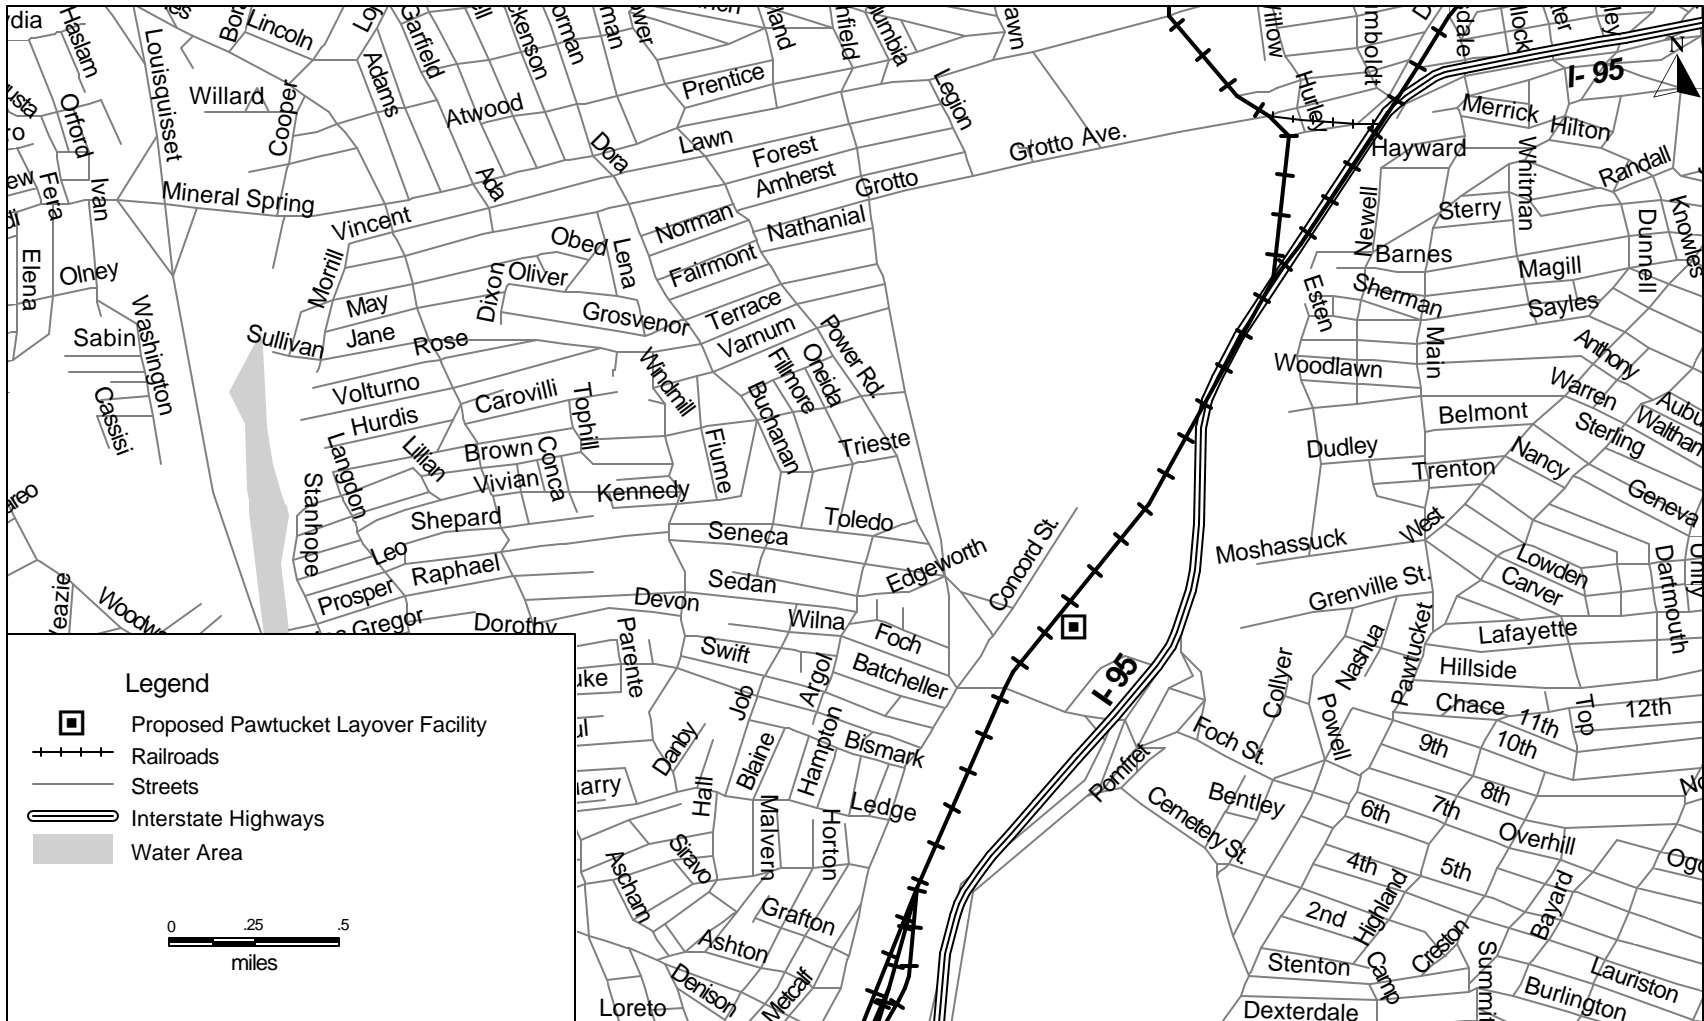 Lincoln
Haslam
Louisquisset
Garfield
Adams
Willard
Cooper
Orford
Atwood
Prentice
Legion
Hurley
I- 95
N
Merrick
Hilton
Hayward
Whitman
Randall
Knowles
Grotto Ave.
Lawn
Dora
Forest
Amherst
Grotto
Ada
Fera
Ivan
Mineral Spring
Vincent
Norman
Nathanial
Newell
Sterry
Dunnell
Elena
Olney
Morrill
Obed
Lena
Oliver
Dixon
Fairmont
Barnes
Magill
Esten
Sherman
Sayles
Washington
May
Jane
Rose
Grosvenor
Terrace
Varnum
Power Rd.
Oneida
Fillmore
Sabin
Sullivan
Windmill
Buchanan
Main
Anthony
Woodlawn
Warren
Cassisi
Volturno
Hurdis
Carovilli
Tophill
Belmont
Sterling
Waltham
Langdon
Lillian
Brown
Conca
Fiume
Trieste
Dudley
Nancy
Trenton
Geneva
Stanhope
Vivian
Kennedy
Shepard
Seneca
Toledo
Concord St.
Moshassuck
West
Leo
Raphael
Edgeworth
Lowden
Carver
Dartmouth
Unity
Prosper
Sedan
Devon
Grenville St.
Gregor
Dorothy
Wilna
Foch
Parente
Swift
Batcheller
Argol
Job
I- 95
Collyer
Nashua
Pawtucket
Lafayette
Hillside
Chace
11th
Top
12th
Powell
Foch St.
9th
10th
Danby
Blaine
Hampton
Bismark
Pomfret
Hall
Malvern
Horton
Ledge
Bentley
Cemetery St.
6th
7th
8th
Overhill
Ascham
Siravo
4th
5th
Grafton
2nd
Highland
Bayard
Ashton
Creston
Denison
Metcalf
Stenton
Camp
Lauriston
Burlington
Loreto
Dexterdale
Legend
Proposed Pawtucket Layover Facility
Railroads
Streets
Interstate Highways
Water Area
0 .25 .5
miles